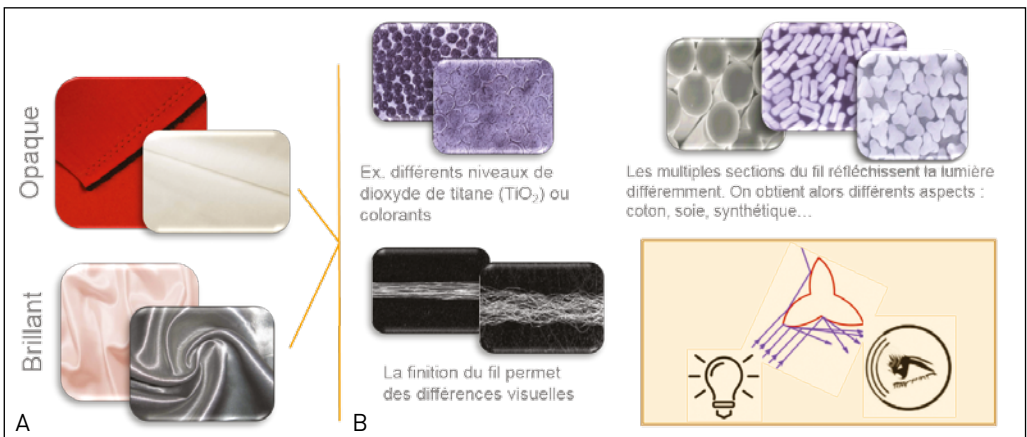 Opaque
Brillant
A
Ex. différents niveaux de
dioxyde de titane (TiO₂) ou
colorants
Les multiples sections du fil réfléchissent la lumière
différemment. On obtient alors différents aspects :
coton, soie, synthétique…
La finition du fil permet
des différences visuelles
B